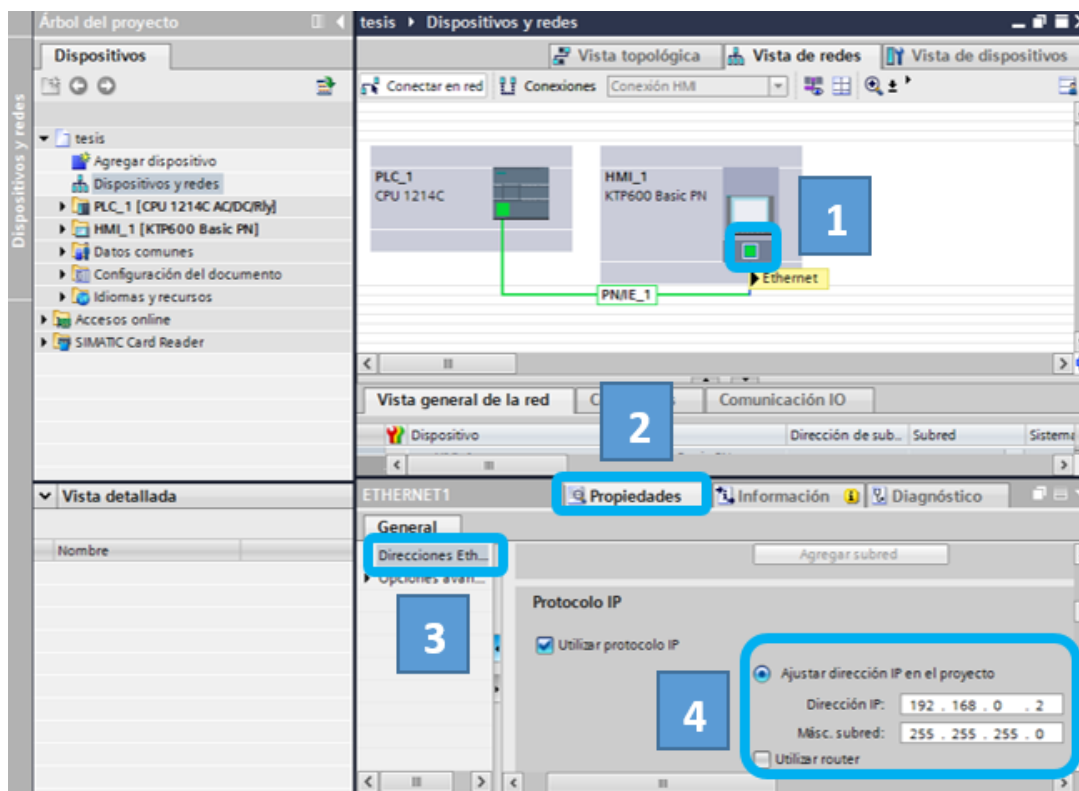 Árbol del proyecto
tesis ▸ Dispositivos y redes
Dispositivos
Vista topológica
Vista de redes
Vista de dispositivos
Conectar en red
Conexiones
Conexión HMI
Dispositivos y redes
tesis
Agregar dispositivo
Dispositivos y redes
PLC_1 [CPU 1214C AC/DC/Rly]
HMI_1 [KTP600 Basic PN]
Datos comunes
Configuración del documento
Idiomas y recursos
Accesos online
SIMATIC Card Reader
PLC_1
CPU 1214C
HMI_1
KTP600 Basic PN
1
Ethernet
PN/IE_1
Vista general de la red
2
Comunicación IO
Dispositivo
Dirección de sub...
Subred
Sistema
Vista detallada
Nombre
ETHERNET1
Propiedades
Información
Diagnóstico
General
Direcciones Eth...
Opciones avan...
3
Agregar subred
Protocolo IP
Utilizar protocolo IP
4
Ajustar dirección IP en el proyecto
Dirección IP: 192 . 168 . 0 . 2
Másc. subred: 255 . 255 . 255 . 0
Utilizar router